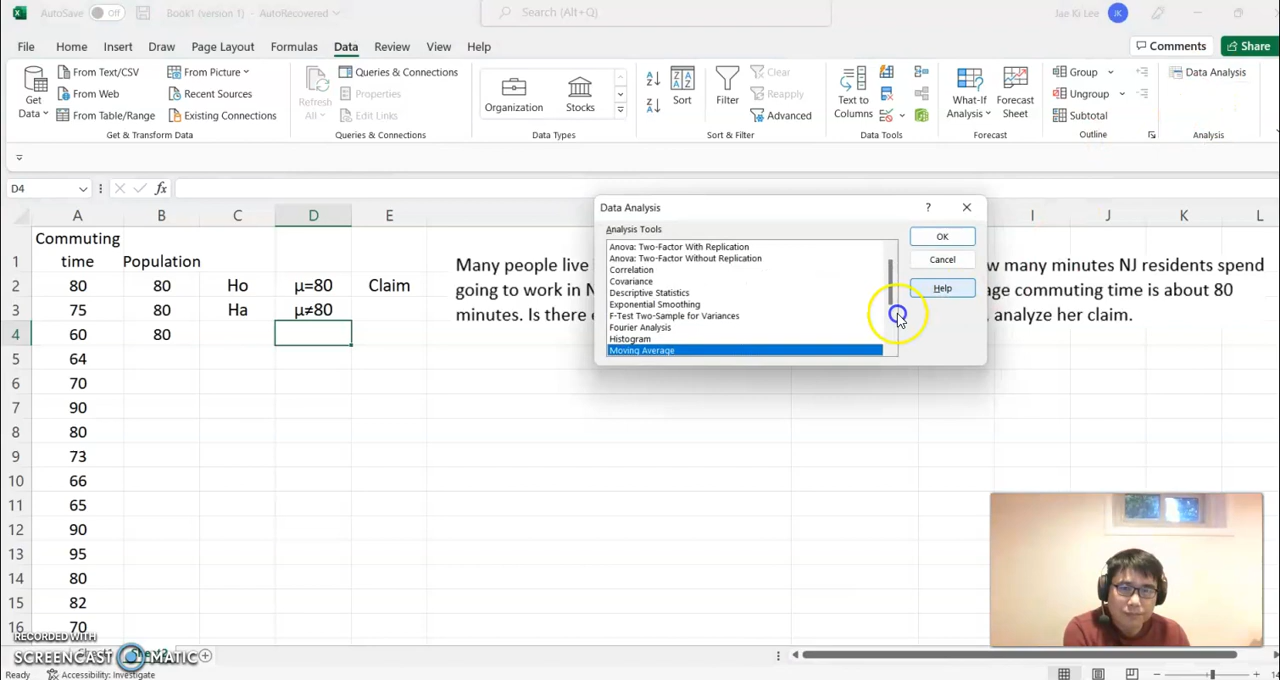 AutoSave Off Book1 (version 1) - AutoRecovered Search (Alt+Q) Jae Ki Lee JK
File Home Insert Draw Page Layout Formulas Data Review View Help Comments Share
Get Data
From Text/CSV
From Web
From Table/Range
From Picture
Recent Sources
Existing Connections
Get & Transform Data
Refresh All
Queries & Connections
Properties
Edit Links
Queries & Connections
Organization
Stocks
Data Types
Sort
Filter
Clear
Reapply
Advanced
Sort & Filter
Text to Columns
Data Tools
What-If Analysis
Forecast Sheet
Forecast
Group
Ungroup
Subtotal
Outline
Data Analysis
Analysis
D4 fx
A B C D E I J K L
Commuting
1 time Population
2 80 80 Ho μ=80 Claim
3 75 80 Ha μ≠80
4 60 80
5 64
6 70
7 90
8 80
9 73
10 66
11 65
12 90
13 95
14 80
15 82
16 70
Many people live w many minutes NJ residents spend
going to work in N age commuting time is about 80
minutes. Is there e , analyze her claim.
Data Analysis ?
Analysis Tools
Anova: Two-Factor With Replication
Anova: Two-Factor Without Replication
Correlation
Covariance
Descriptive Statistics
Exponential Smoothing
F-Test Two-Sample for Variances
Fourier Analysis
Histogram
Moving Average
OK
Cancel
Help
RECORDED WITH
SCREENCAST MATIC
Ready Accessibility: Investigate